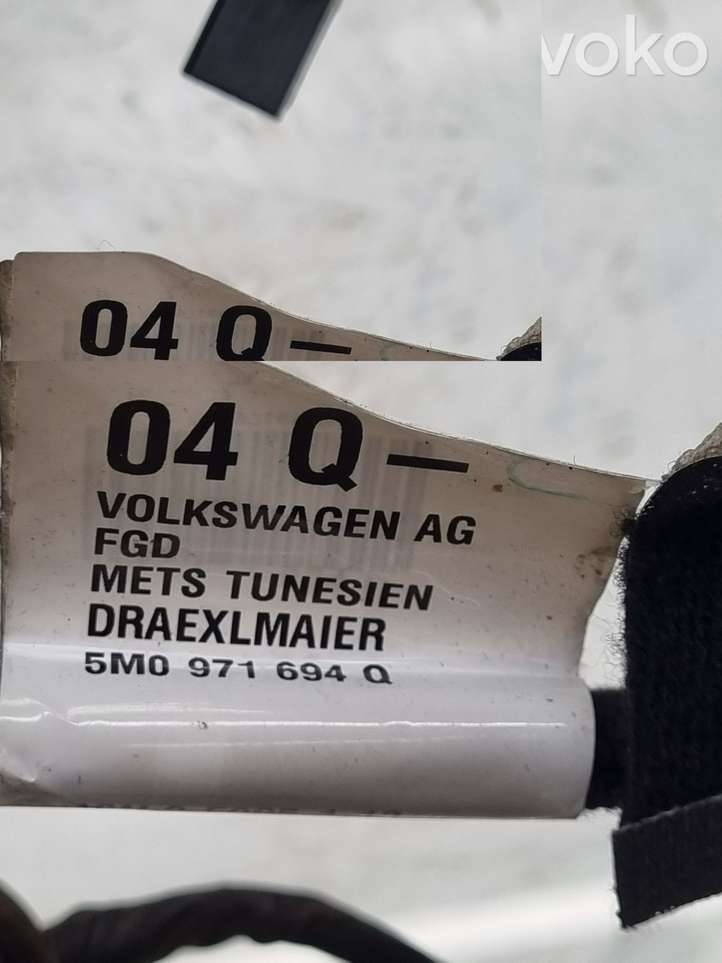 voko
04 Q –
04 Q –
VOLKSWAGEN AG
FGD
METS TUNESIEN
DRAEXLMAIER
5M0 971 694 Q